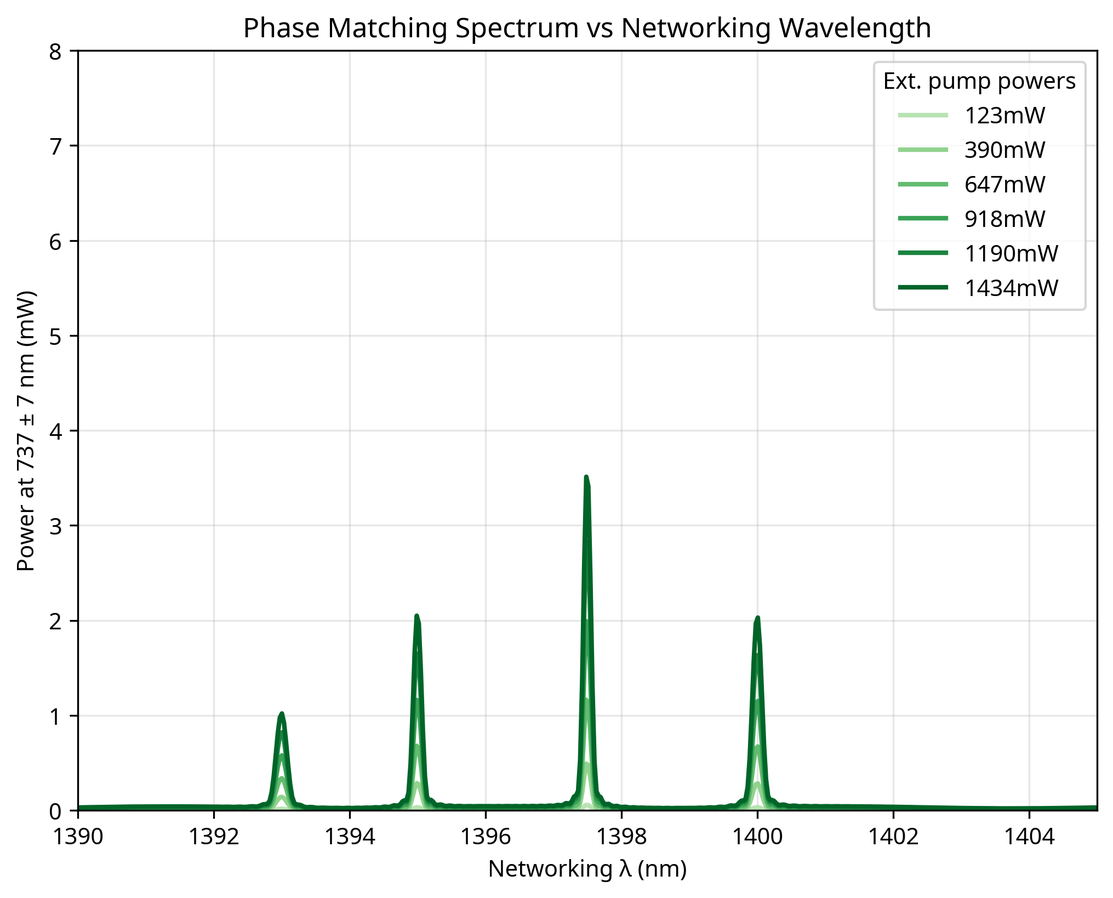 Phase Matching Spectrum vs Networking Wavelength
Ext. pump powers
123mW
390mW
647mW
918mW
1190mW
1434mW
Power at 737 ± 7 nm (mW)
8
7
6
5
4
3
2
1
0
1390 1392 1394 1396 1398 1400 1402 1404
Networking λ (nm)